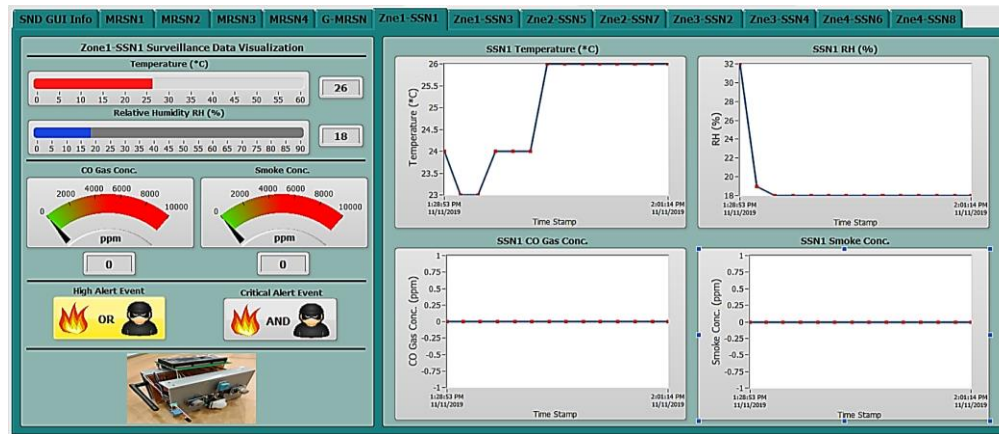 SND GUI Info MRSN1 MRSN2 MRSN3 MRSN4 G-MRSN Zne1-SSN1 Zne1-SSN3 Zne2-SSN5 Zne2-SSN7 Zne3-SSN2 Zne3-SSN4 Zne4-SSN6 Zne4-SSN8
Zone1-SSN1 Surveillance Data Visualization
Temperature (*C)
26
0 5 10 15 20 25 30 35 40 45 50 55 60
Relative Humidity RH (%)
18
0 5 10 15 20 25 30 35 40 45 50 55 60 65 70 75 80 85 90
CO Gas Conc.
0 2000 4000 6000 8000 10000
ppm
0
Smoke Conc.
0 2000 4000 6000 8000 10000
ppm
0
High Alert Event
OR
Critical Alert Event
AND
SSN1 Temperature (*C)
Temperature (*C)
26
25.5
25
24.5
24
23.5
23
1:28:53 PM
11/11/2019
2:01:14 PM
11/11/2019
Time Stamp
SSN1 RH (%)
RH (%)
32
30
28
26
24
22
20
18
1:28:53 PM
11/11/2019
2:01:14 PM
11/11/2019
Time Stamp
SSN1 CO Gas Conc.
CO Gas Conc. (ppm)
1
0.75
0.5
0.25
0
-0.25
-0.5
-0.75
-1
1:28:53 PM
11/11/2019
2:01:14 PM
11/11/2019
Time Stamp
SSN1 Smoke Conc.
Smoke Conc. (ppm)
1
0.75
0.5
0.25
0
-0.25
-0.5
-0.75
-1
1:28:53 PM
11/11/2019
2:01:14 PM
11/11/2019
Time Stamp